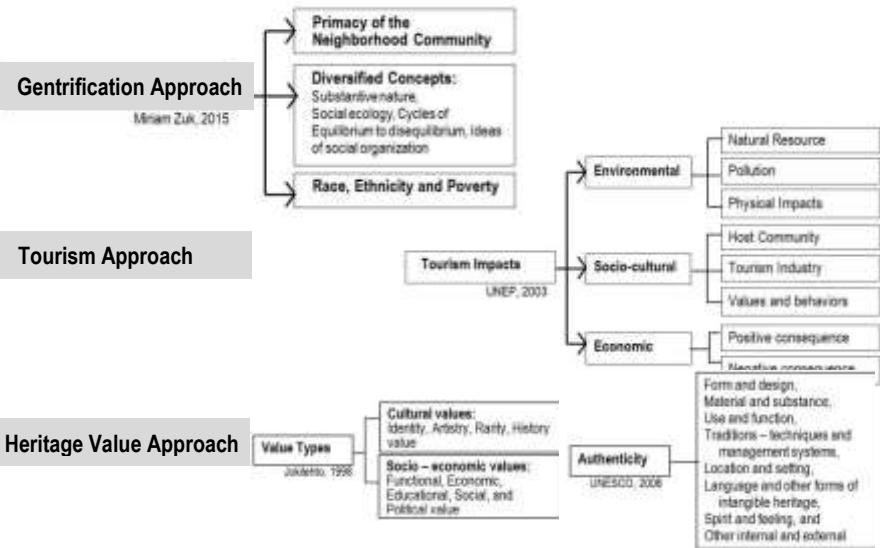 Primacy of the
Neighborhood Community
Gentrification Approach
Miriam Zuk, 2015
Diversified Concepts:
Substantive nature,
Social ecology, Cycles of
Equilibrium to disequilibrium, Ideas
of social organization
Race, Ethnicity and Poverty
Tourism Approach
Tourism Impacts
UNEP, 2003
Environmental
Natural Resource
Pollution
Physical Impacts
Socio-cultural
Host Community
Tourism Industry
Values and behaviors
Economic
Positive consequence
Negative consequence
Heritage Value Approach
Value Types
Jokilehto, 1998
Cultural values:
Identity, Artistry, Rarity, History
value
Socio – economic values:
Functional, Economic,
Educational, Social, and
Political value
Authenticity
UNESCO, 2008
Form and design,
Material and substance,
Use and function,
Traditions – techniques and
management systems,
Location and setting,
Language and other forms of
intangible heritage,
Spirit and feeling, and
Other internal and external